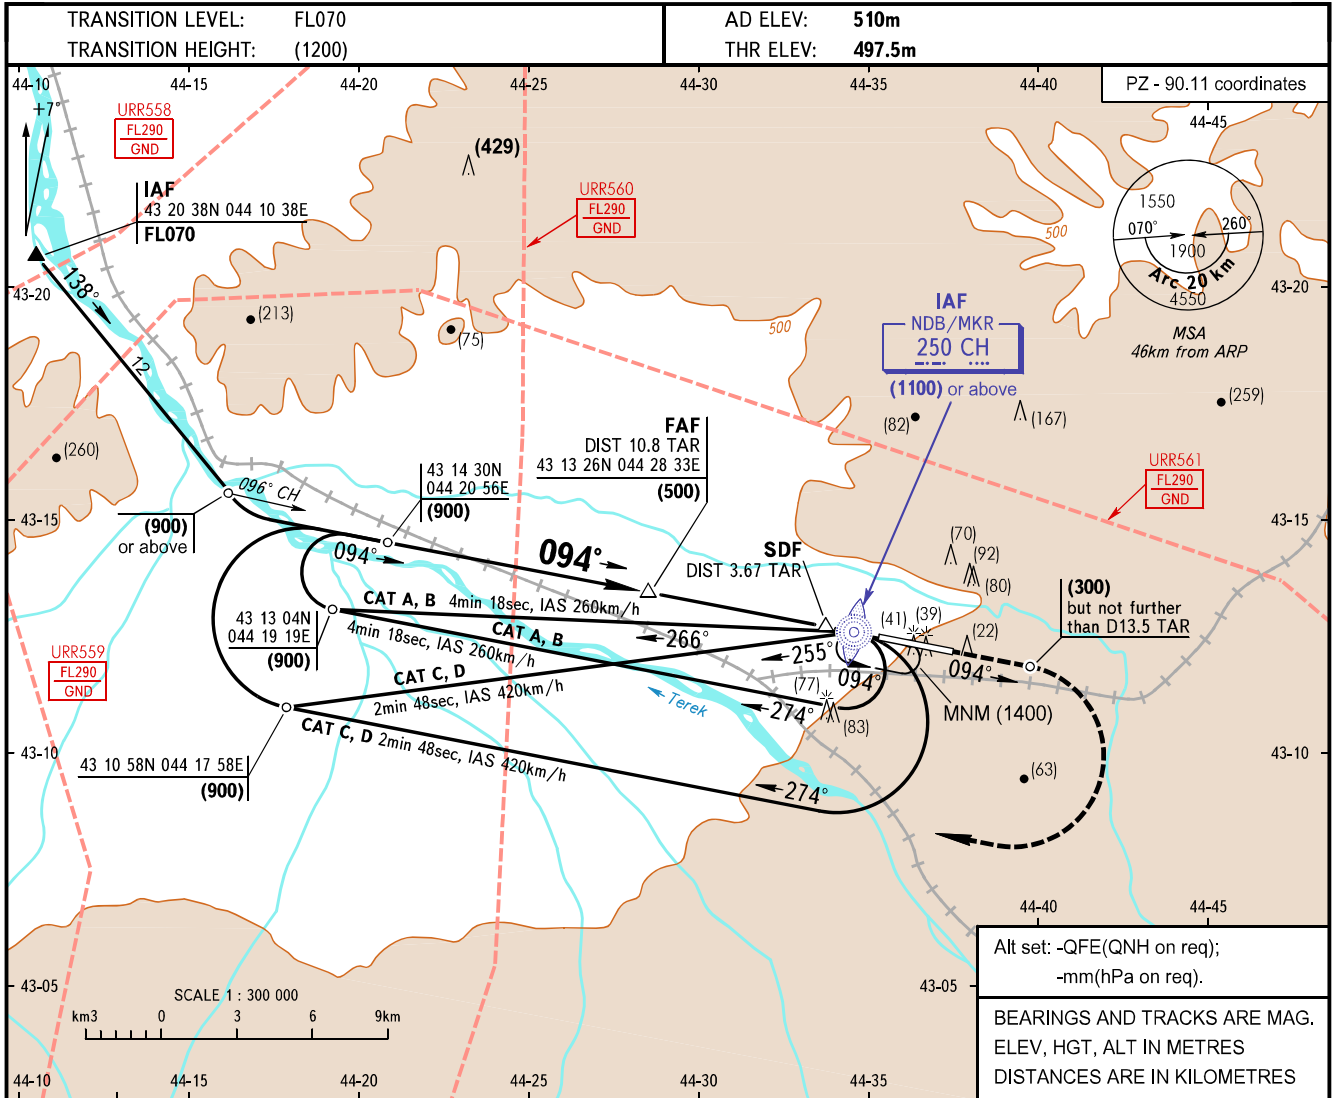 TRANSITION LEVEL: FL070
TRANSITION HEIGHT: (1200)
AD ELEV: 510m
THR ELEV: 497.5m
44-10
44-15
44-20
44-25
44-30
44-35
44-40
PZ - 90.11 coordinates
44-45
+7°
URR558
FL290
GND
(429)
IAF
43 20 38N 044 10 38E
FL070
URR560
FL290
GND
500
1550
070°
260°
1900
Arc 20 km
4550
MSA
46km from ARP
43-20
43-20
138°
12
(213)
(75)
500
IAF
NDB/MKR
250 CH
(1100) or above
(82)
(167)
(259)
(260)
FAF
DIST 10.8 TAR
43 13 26N 044 28 33E
(500)
43 14 30N
044 20 56E
(900)
URR561
FL290
GND
096° CH
43-15
43-15
(900)
or above
094°
094°
SDF
DIST 3.67 TAR
(70)
(92)
(80)
(300)
but not further
than D13.5 TAR
CAT A, B 4min 18sec, IAS 260km/h
43 13 04N
044 19 19E
(900)
4min 18sec, IAS 260km/h
CAT A, B
266°
(41)
(39)
(22)
URR559
FL290
GND
255°
094°
094°
CAT C, D
2min 48sec, IAS 420km/h
Terek
(77)
274°
(83)
MNM (1400)
CAT C, D 2min 48sec, IAS 420km/h
43-10
43-10
43 10 58N 044 17 58E
(900)
274°
(63)
44-40
44-45
43-05
43-05
SCALE 1 : 300 000
km3 0 3 6 9km
Alt set: -QFE(QNH on req);
-mm(hPa on req).
BEARINGS AND TRACKS ARE MAG.
ELEV, HGT, ALT IN METRES
DISTANCES ARE IN KILOMETRES
44-10
44-15
44-20
44-25
44-30
44-35